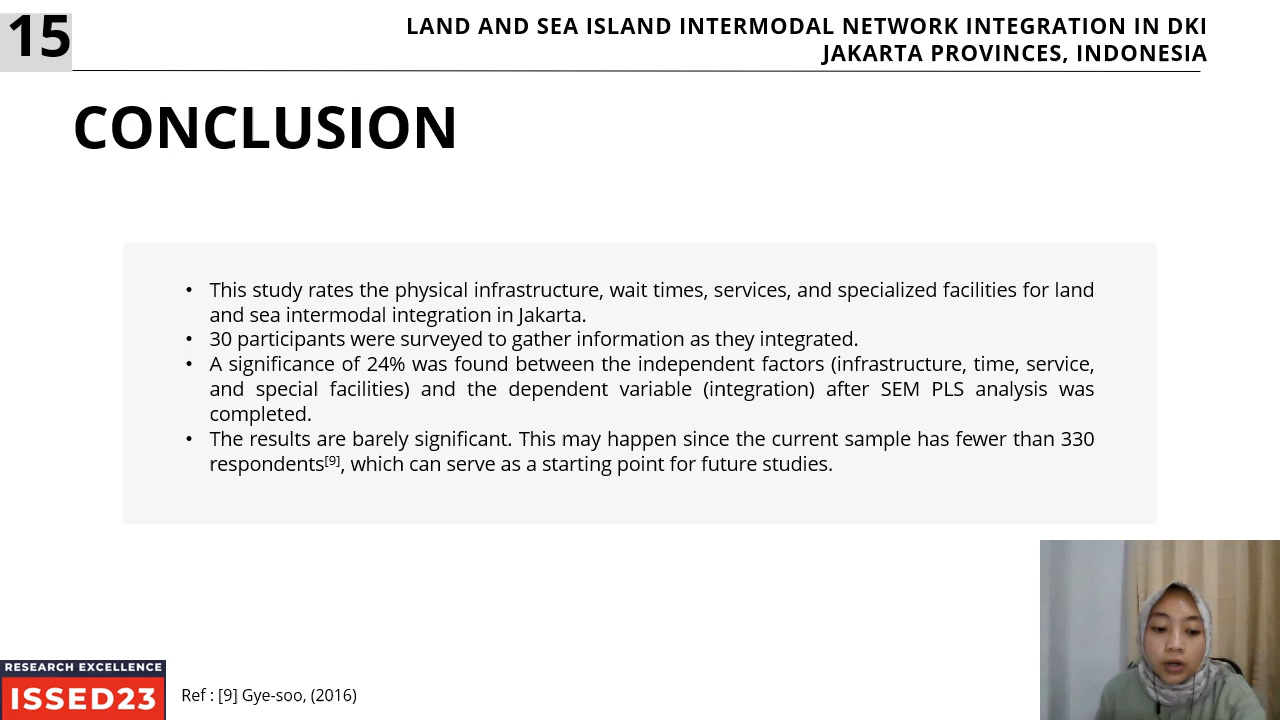 15
LAND AND SEA ISLAND INTERMODAL NETWORK INTEGRATION IN DKI
JAKARTA PROVINCES, INDONESIA
CONCLUSION
• This study rates the physical infrastructure, wait times, services, and specialized facilities for land
and sea intermodal integration in Jakarta.
• 30 participants were surveyed to gather information as they integrated.
• A significance of 24% was found between the independent factors (infrastructure, time, service,
and special facilities) and the dependent variable (integration) after SEM PLS analysis was
completed.
• The results are barely significant. This may happen since the current sample has fewer than 330
respondents[9], which can serve as a starting point for future studies.
RESEARCH EXCELLENCE
ISSED23
Ref : [9] Gye-soo, (2016)